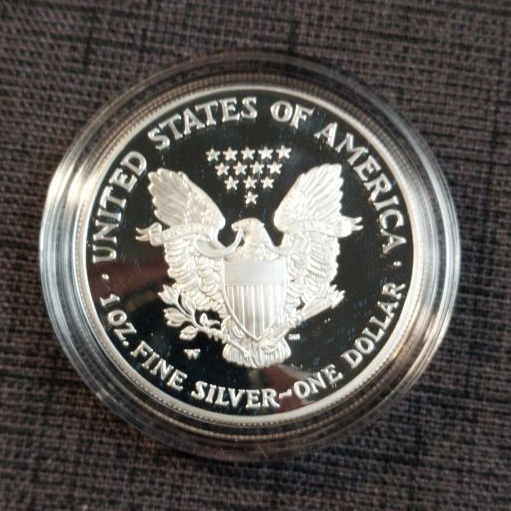 UNITED STATES OF AMERICA
1 OZ. FINE SILVER~ONE DOLLAR